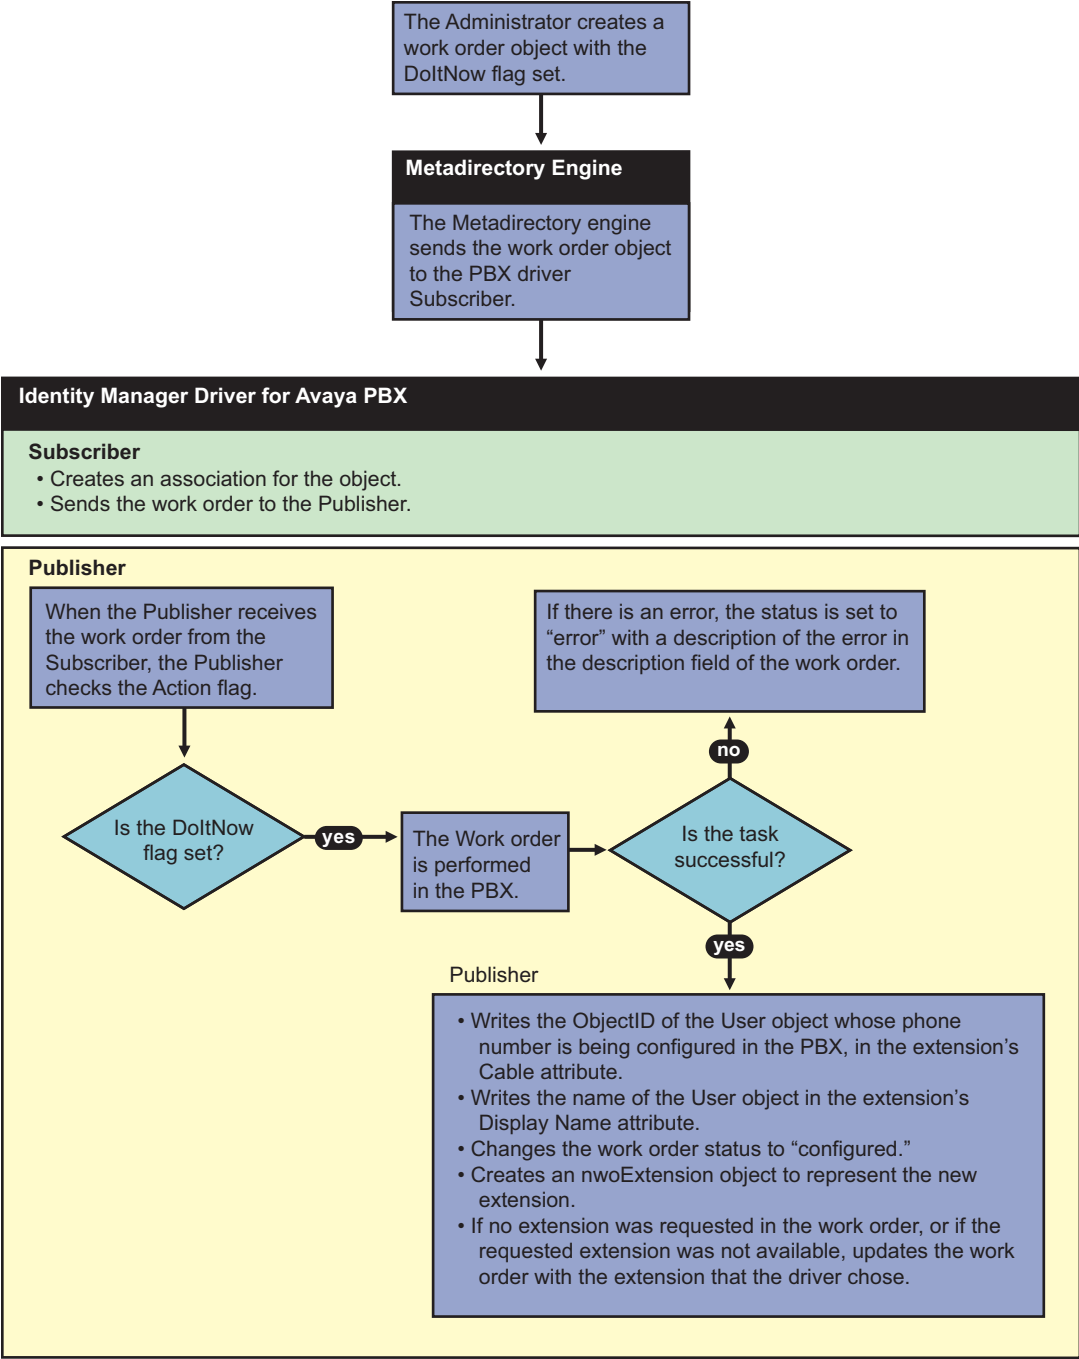 The Administrator creates a
work order object with the
DoItNow flag set.
Metadirectory Engine
The Metadirectory engine
sends the work order object
to the PBX driver
Subscriber.
Identity Manager Driver for Avaya PBX
Subscriber
• Creates an association for the object.
• Sends the work order to the Publisher.
Publisher
When the Publisher receives
the work order from the
Subscriber, the Publisher
checks the Action flag.
If there is an error, the status is set to
“error” with a description of the error in
the description field of the work order.
no
Is the DoItNow
flag set?
yes
The Work order
is performed
in the PBX.
Is the task
successful?
yes
Publisher
• Writes the ObjectID of the User object whose phone
number is being configured in the PBX, in the extension’s
Cable attribute.
• Writes the name of the User object in the extension’s
Display Name attribute.
• Changes the work order status to “configured.”
• Creates an nwoExtension object to represent the new
extension.
• If no extension was requested in the work order, or if the
requested extension was not available, updates the work
order with the extension that the driver chose.